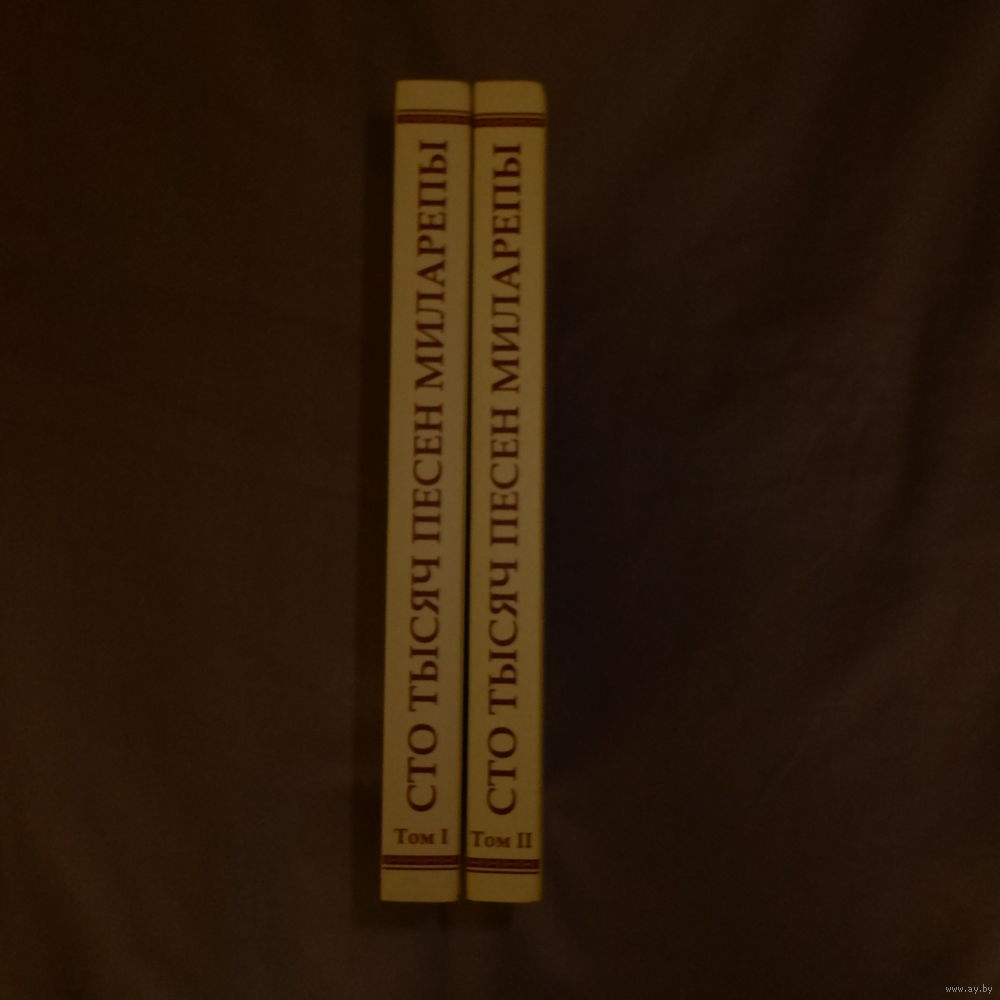 СТО ТЫСЯЧ ПЕСЕН МИЛАРЕПЫ
Том I
СТО ТЫСЯЧ ПЕСЕН МИЛАРЕПЫ
Том II
www.ay.by